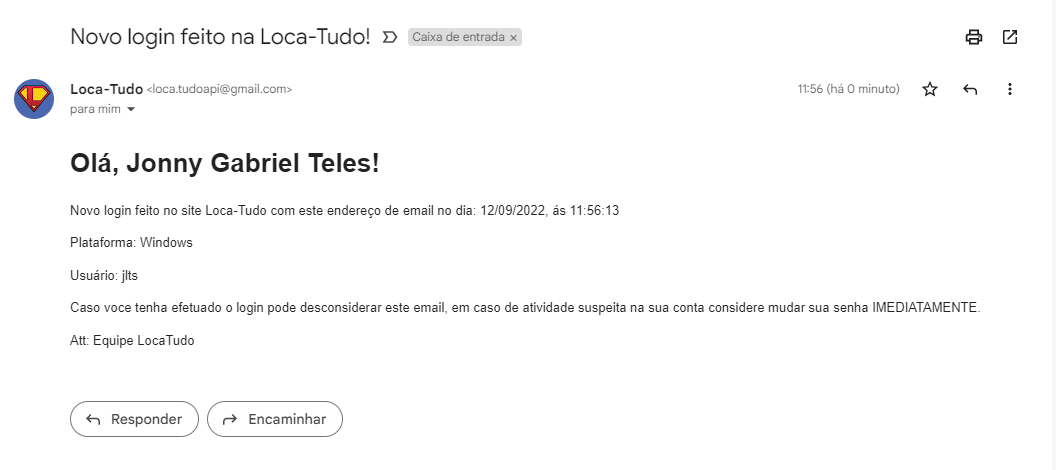 Novo login feito na Loca-Tudo! Caixa de entrada ×
L
Loca-Tudo <loca.tudoapi@gmail.com> 11:56 (há 0 minuto)
para mim
Olá, Jonny Gabriel Teles!
Novo login feito no site Loca-Tudo com este endereço de email no dia: 12/09/2022, ás 11:56:13
Plataforma: Windows
Usuário: jlts
Caso voce tenha efetuado o login pode desconsiderar este email, em caso de atividade suspeita na sua conta considere mudar sua senha IMEDIATAMENTE.
Att: Equipe LocaTudo
Responder Encaminhar